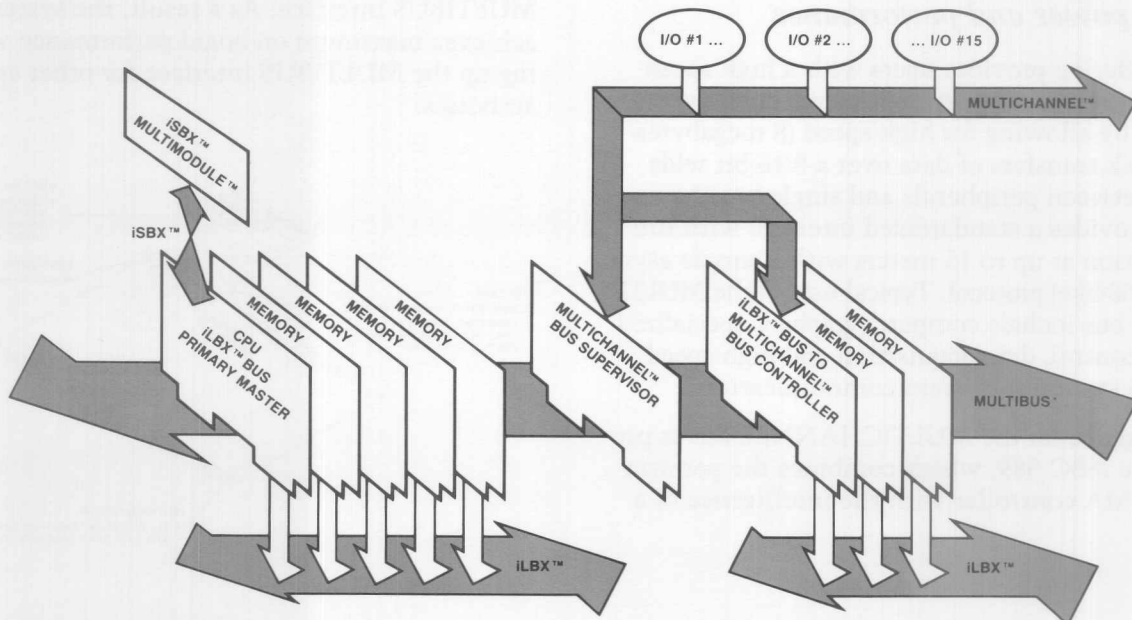 I/O #1 ...
I/O #2 ...
... I/O #15
MULTICHANNEL™
iSBX™
MULTIMODULE™
iSBX™
CPU
iLBX™ BUS
PRIMARY MASTER
MEMORY
MEMORY
MEMORY
MEMORY
MULTICHANNEL™
BUS SUPERVISOR
iLBX™ BUS TO
MULTICHANNEL™
BUS CONTROLLER
MEMORY
MEMORY
MULTIBUS*
iLBX™
iLBX™